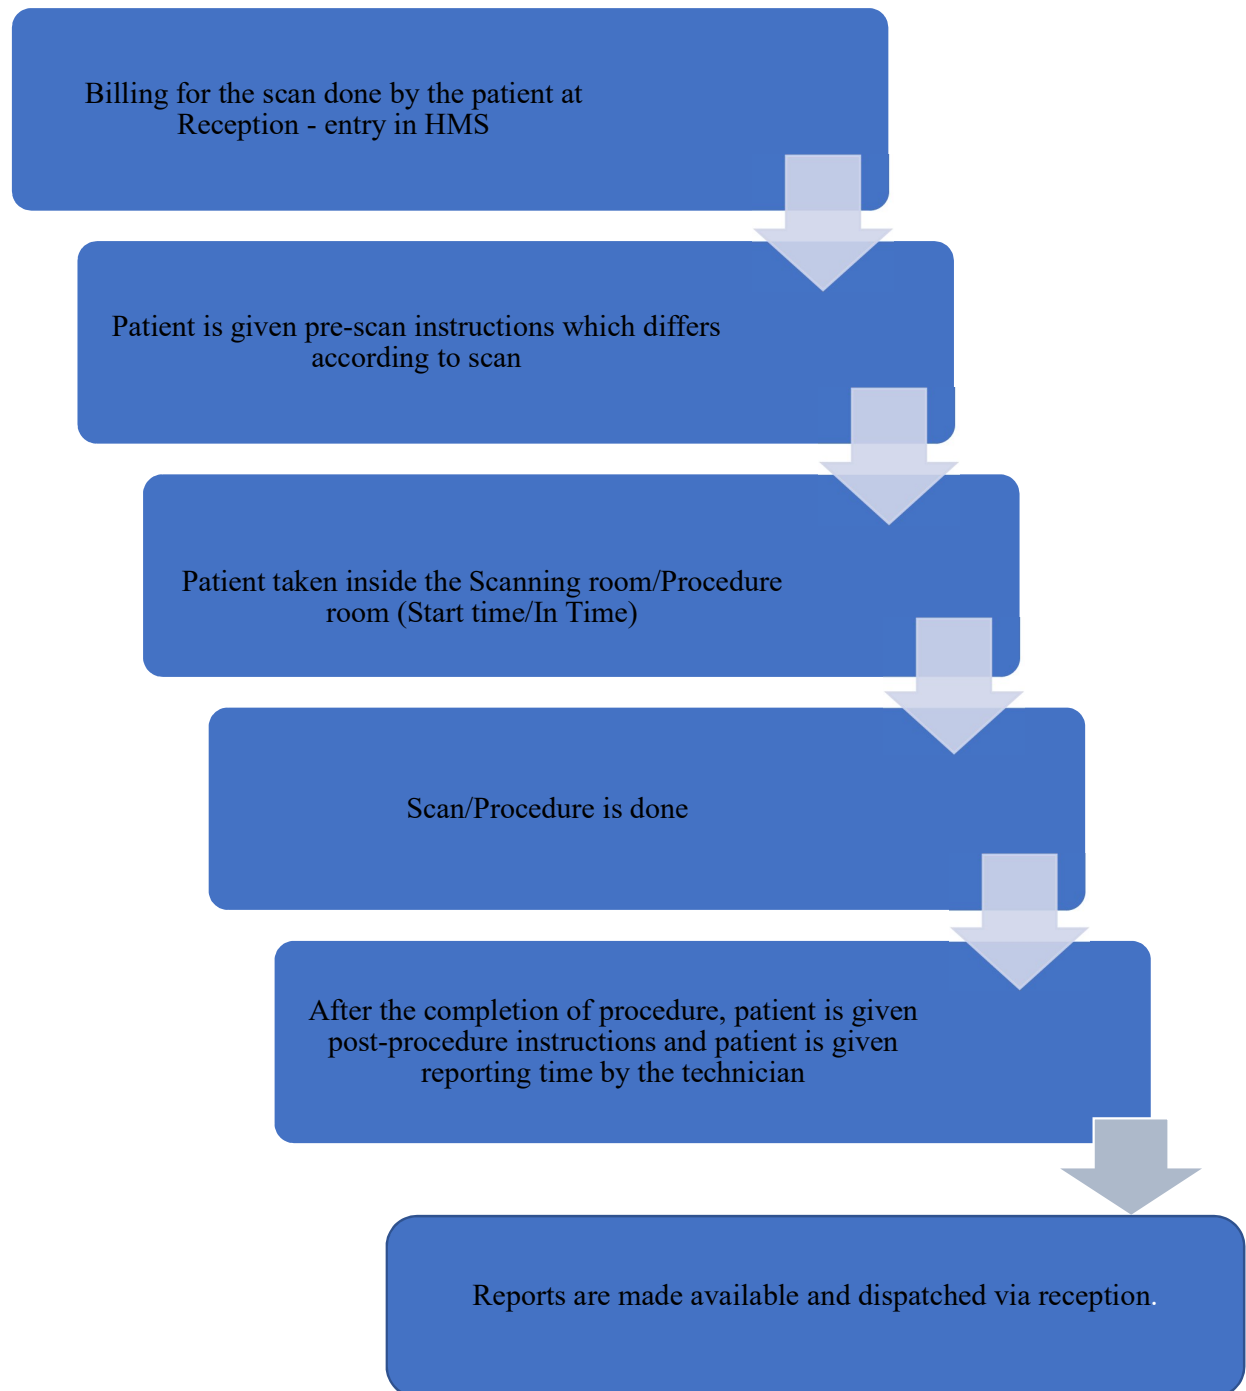 Billing for the scan done by the patient at
Reception - entry in HMS
Patient is given pre-scan instructions which differs
according to scan
Patient taken inside the Scanning room/Procedure
room (Start time/In Time)
Scan/Procedure is done
After the completion of procedure, patient is given
post-procedure instructions and patient is given
reporting time by the technician
Reports are made available and dispatched via reception.